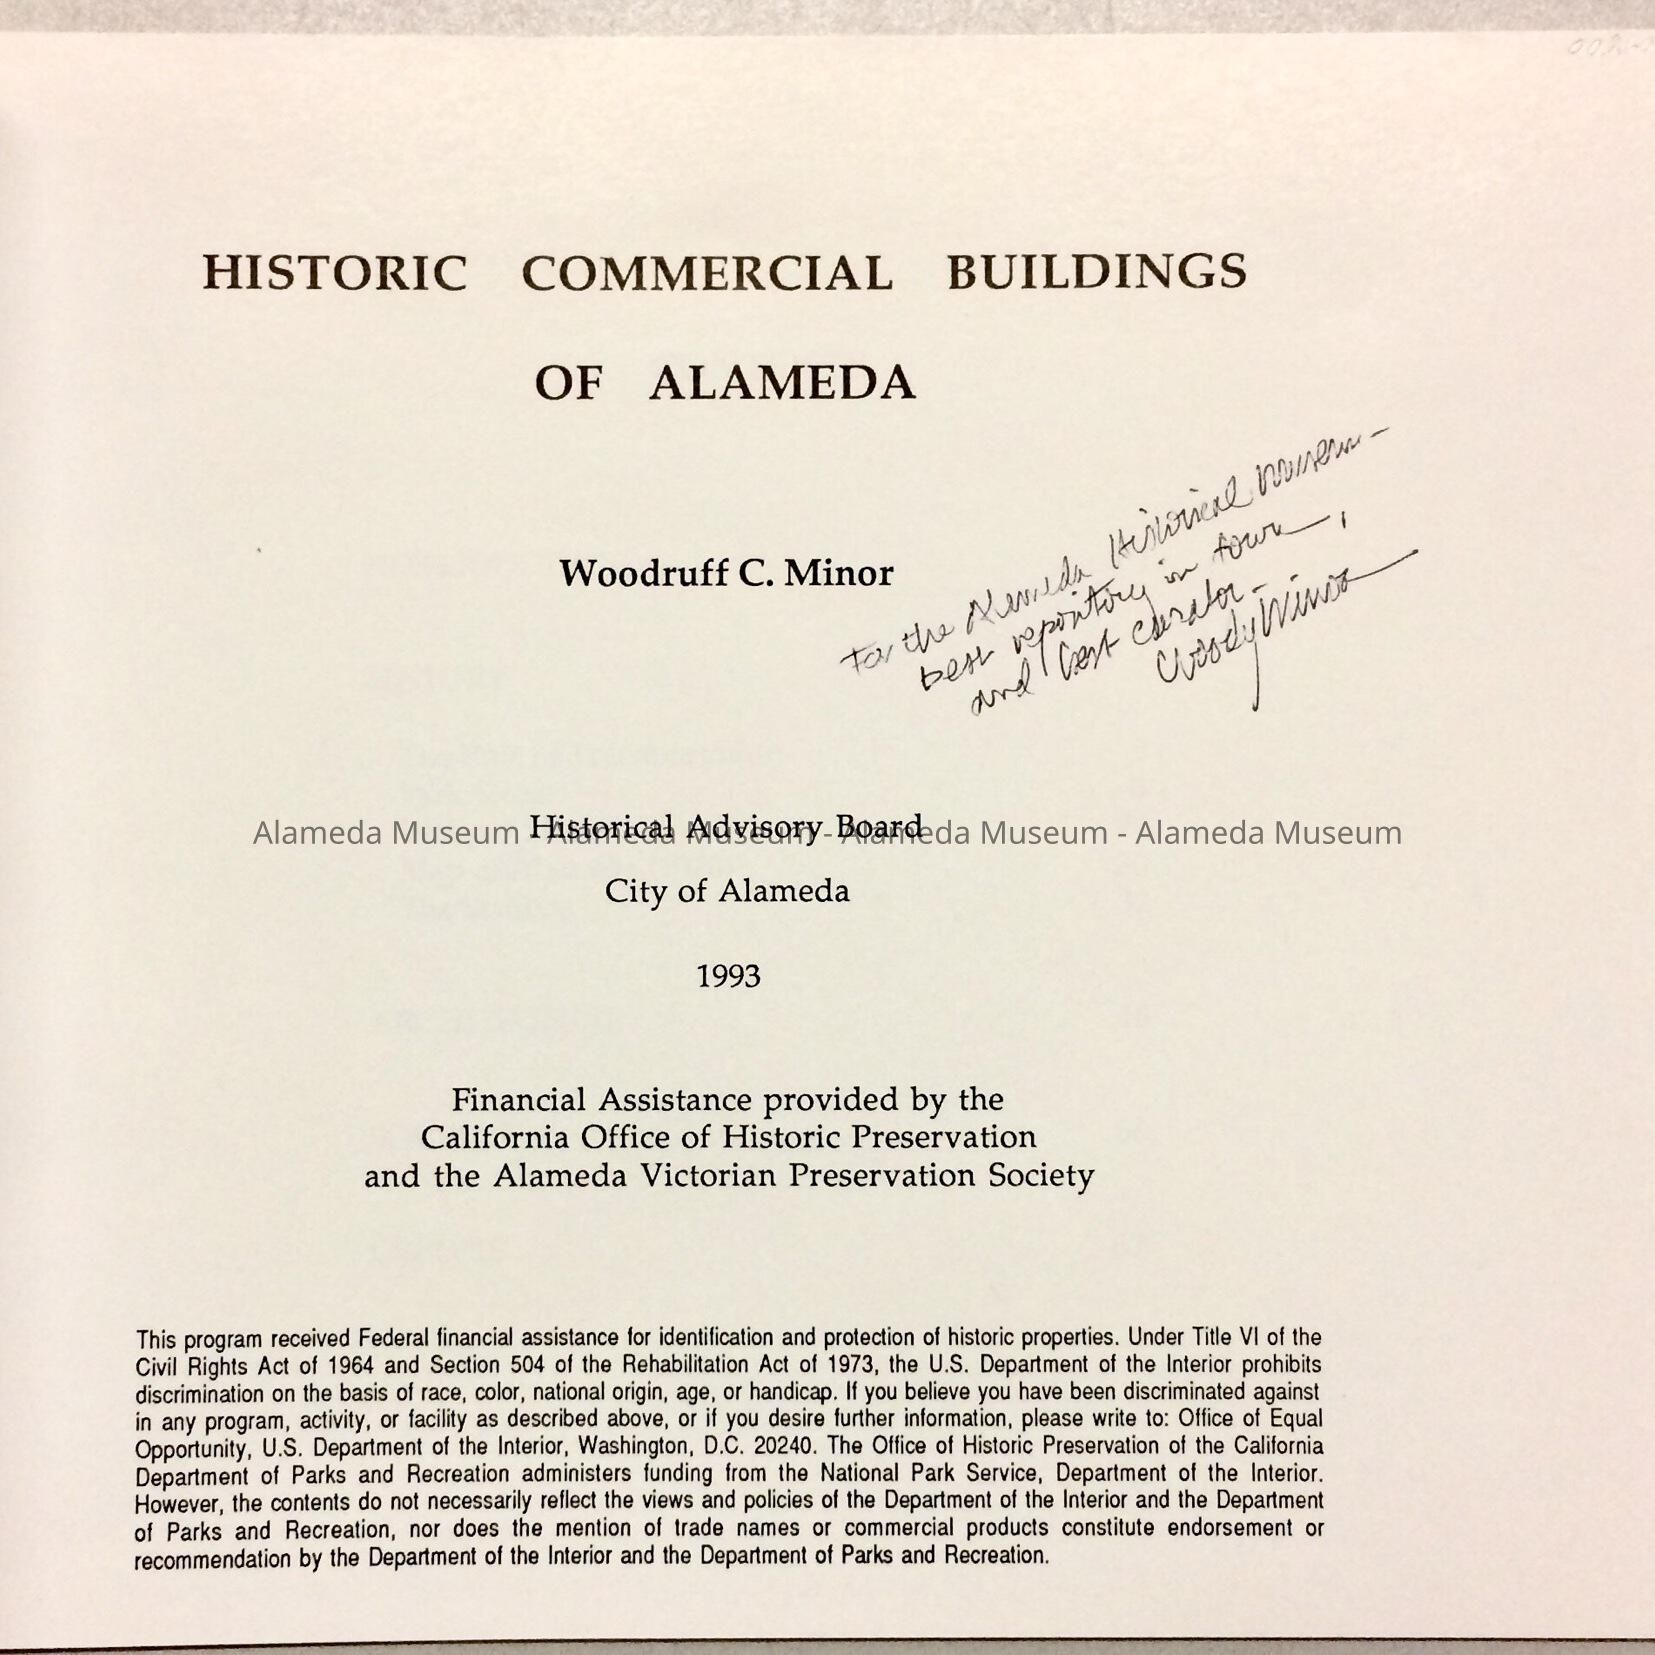 HISTORIC COMMERCIAL BUILDINGS
OF ALAMEDA
Woodruff C. Minor
For the Alameda Historical Museum –
best repository in town,
and best curator –
Woody Minor
Historical Advisory Board
Alameda Museum - Alameda Museum - Alameda Museum - Alameda Museum
City of Alameda
1993
Financial Assistance provided by the
California Office of Historic Preservation
and the Alameda Victorian Preservation Society
This program received Federal financial assistance for identification and protection of historic properties. Under Title VI of the
Civil Rights Act of 1964 and Section 504 of the Rehabilitation Act of 1973, the U.S. Department of the Interior prohibits
discrimination on the basis of race, color, national origin, age, or handicap. If you believe you have been discriminated against
in any program, activity, or facility as described above, or if you desire further information, please write to: Office of Equal
Opportunity, U.S. Department of the Interior, Washington, D.C. 20240. The Office of Historic Preservation of the California
Department of Parks and Recreation administers funding from the National Park Service, Department of the Interior.
However, the contents do not necessarily reflect the views and policies of the Department of the Interior and the Department
of Parks and Recreation, nor does the mention of trade names or commercial products constitute endorsement or
recommendation by the Department of the Interior and the Department of Parks and Recreation.